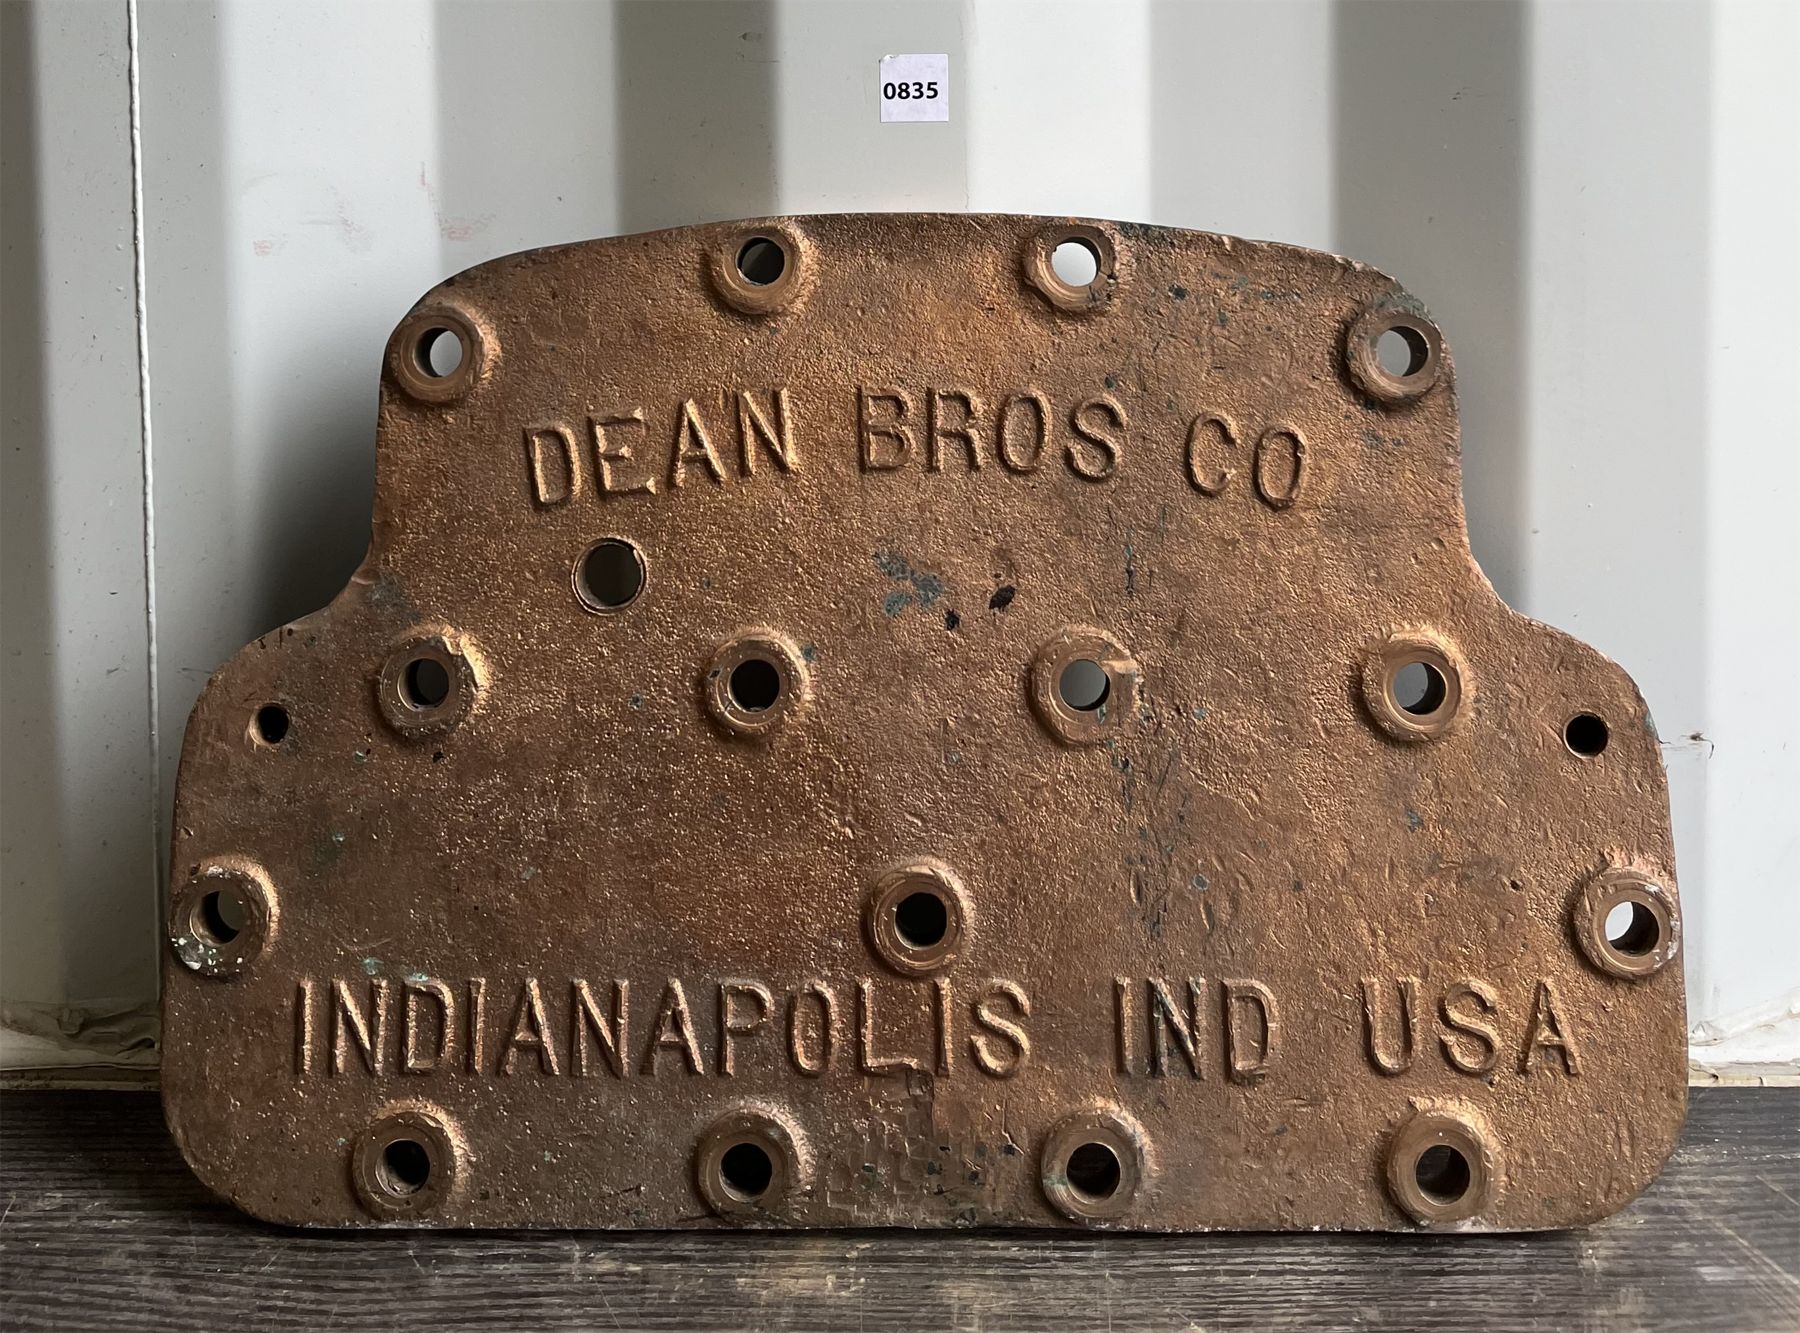 0835
DEAN BROS CO
INDIANAPOLIS IND USA